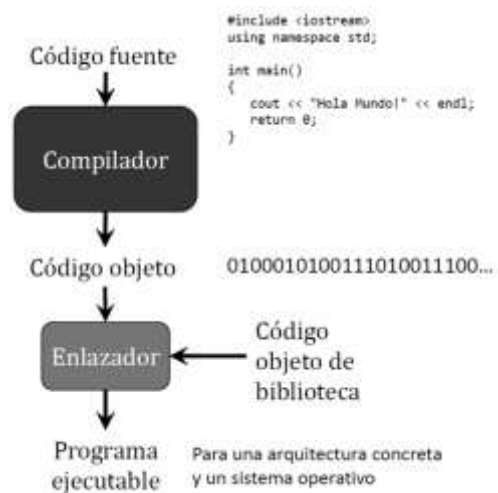 #include <iostream>
using namespace std;
Código fuente
int main()
{
cout << "Hola Mundo!" << endl;
return 0;
}
Compilador
Código objeto
0100010100111010011100...
Enlazador
Código
objeto de
biblioteca
Programa
ejecutable
Para una arquitectura concreta
y un sistema operativo